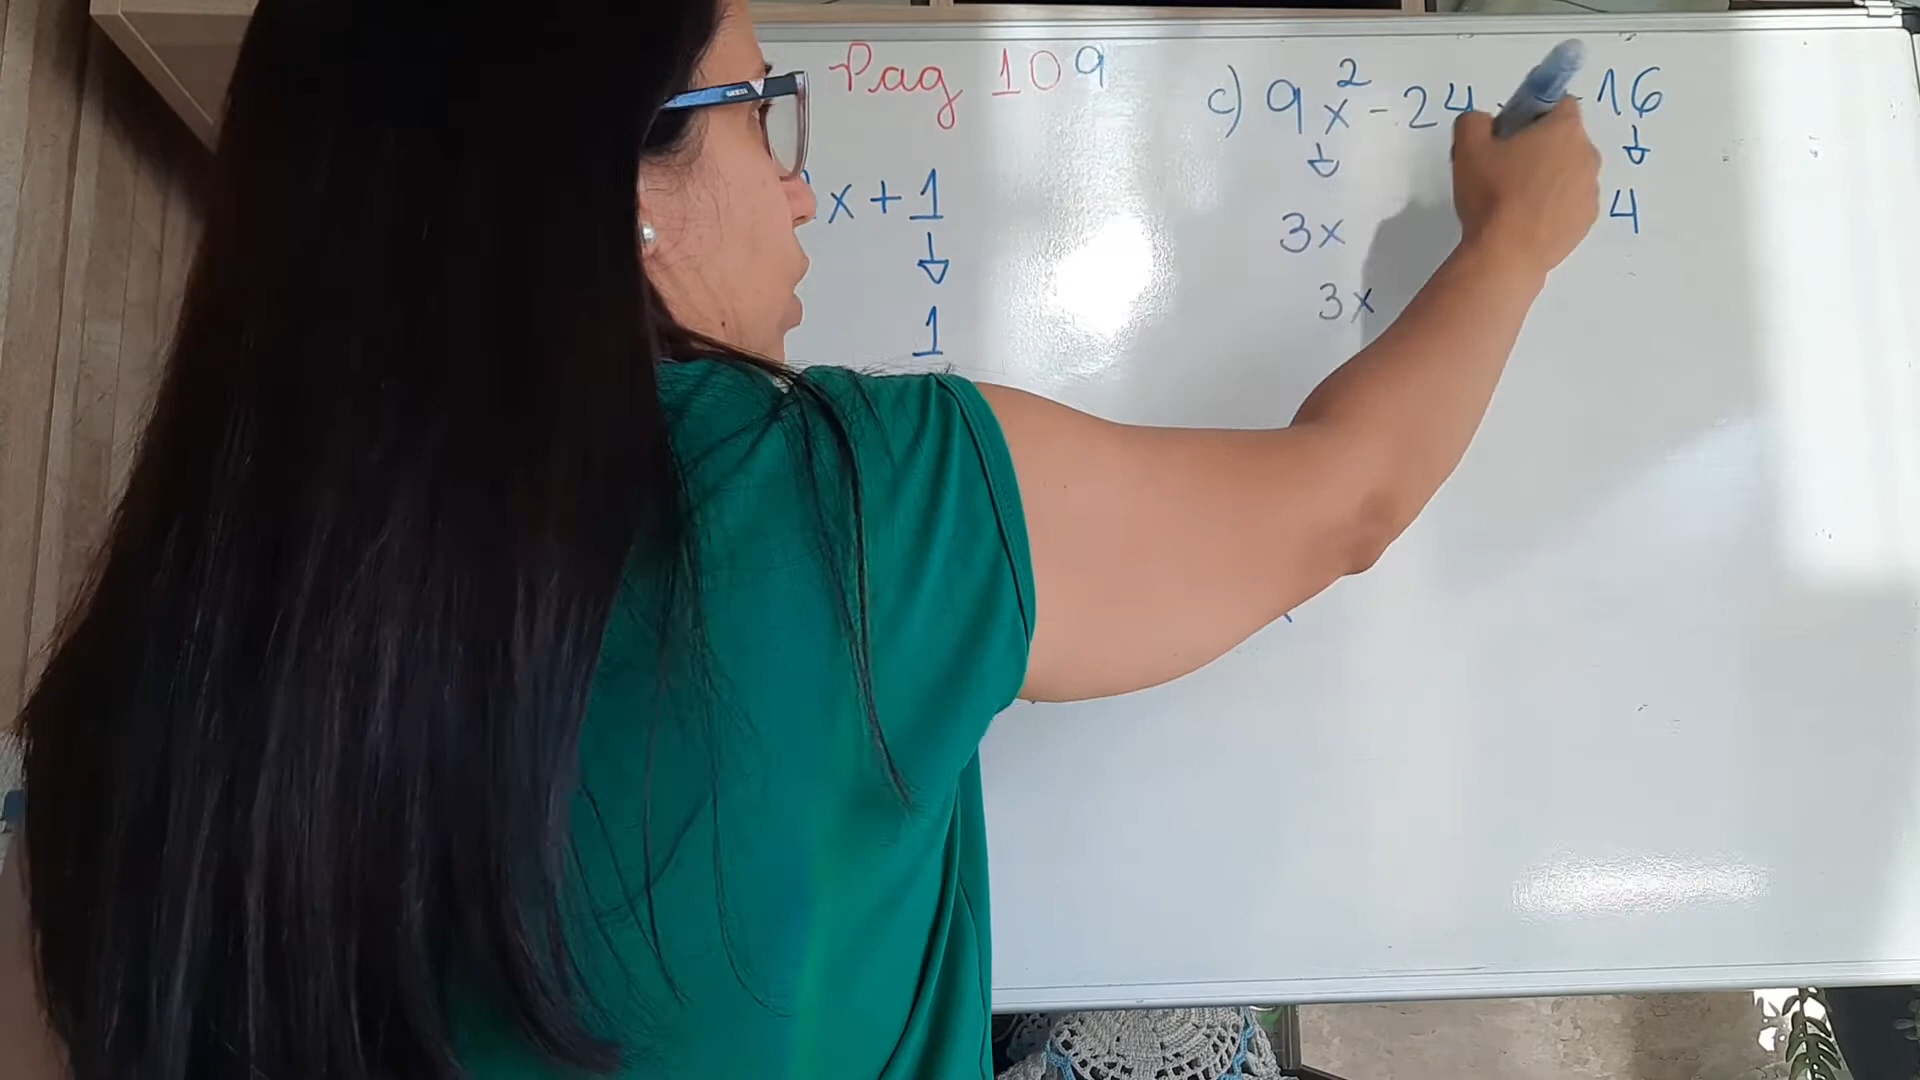 Pag 109
x + 1
1
c) 9x² - 24 16
3x 4
3x